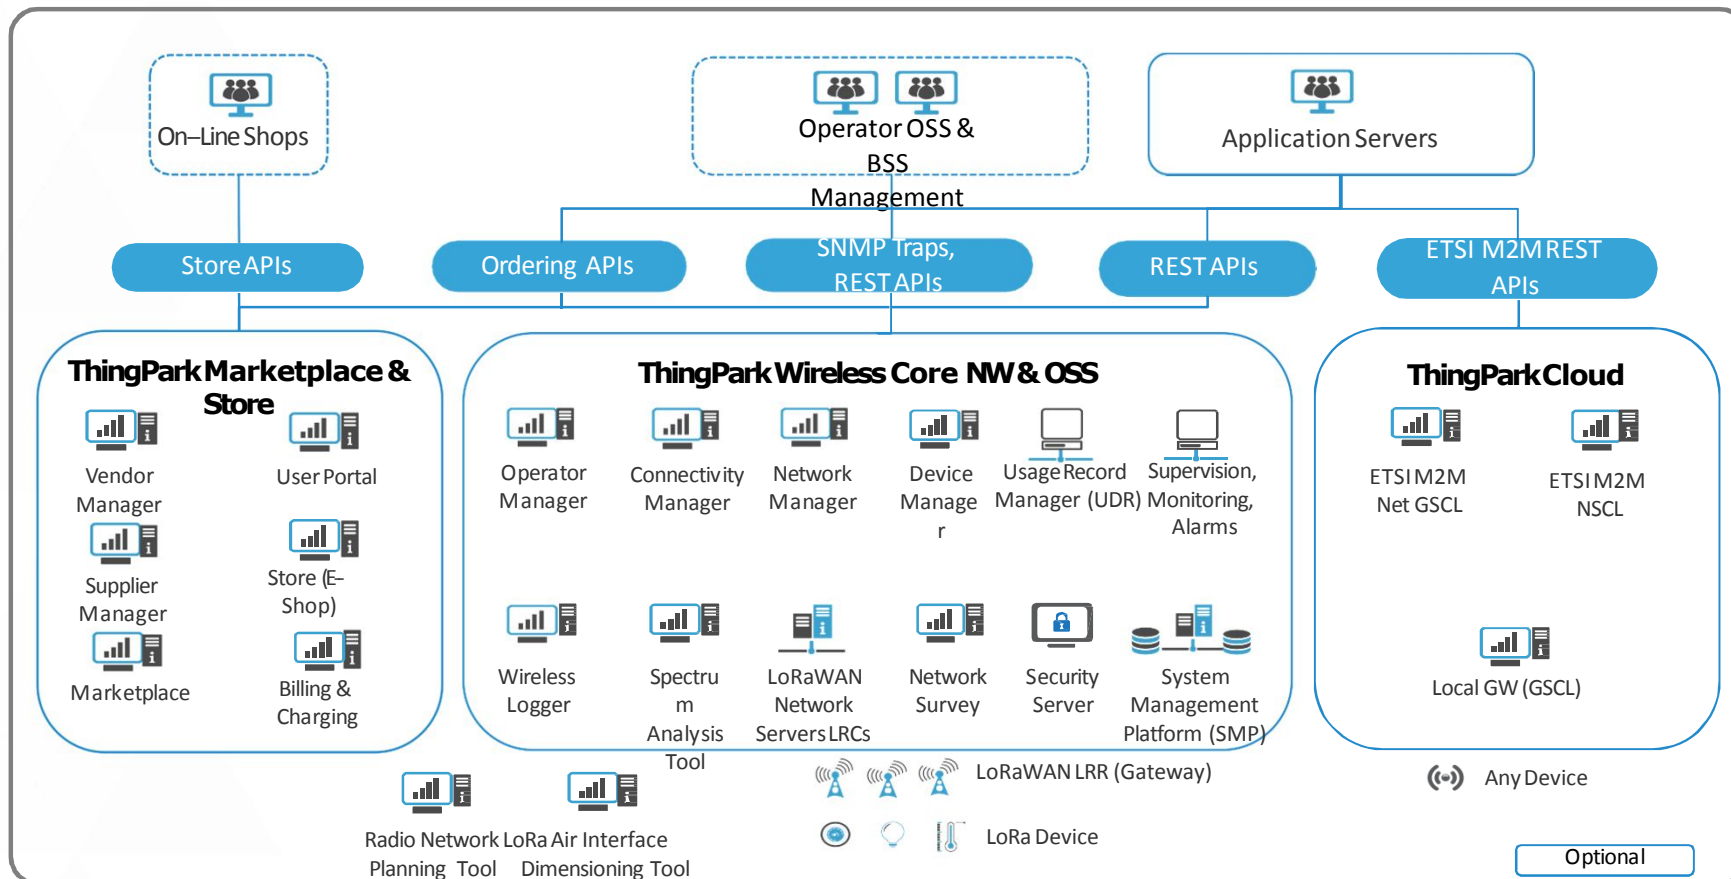 On–Line Shops
Operator OSS &
BSS
Management
Application Servers
Store APIs
Ordering APIs
SNMP Traps,
REST APIs
REST APIs
ETSI M2M REST
APIs
ThingPark Marketplace &
Store
Vendor
Manager
User Portal
Supplier
Manager
Store (E–
Shop)
Marketplace
Billing &
Charging
ThingPark Wireless Core NW & OSS
Operator
Manager
Connectivity
Manager
Network
Manager
Device
Manage
r
Usage Record
Manager (UDR)
Supervision,
Monitoring,
Alarms
Wireless
Logger
Spectru
m
Analysis
Tool
LoRaWAN
Network
Servers LRCs
Network
Survey
Security
Server
System
Management
Platform (SMP)
ThingPark Cloud
ETSI M2M
Net GSCL
ETSI M2M
NSCL
Local GW (GSCL)
Radio Network
Planning Tool
LoRa Air Interface
Dimensioning Tool
LoRaWAN LRR (Gateway)
LoRa Device
Any Device
Optional